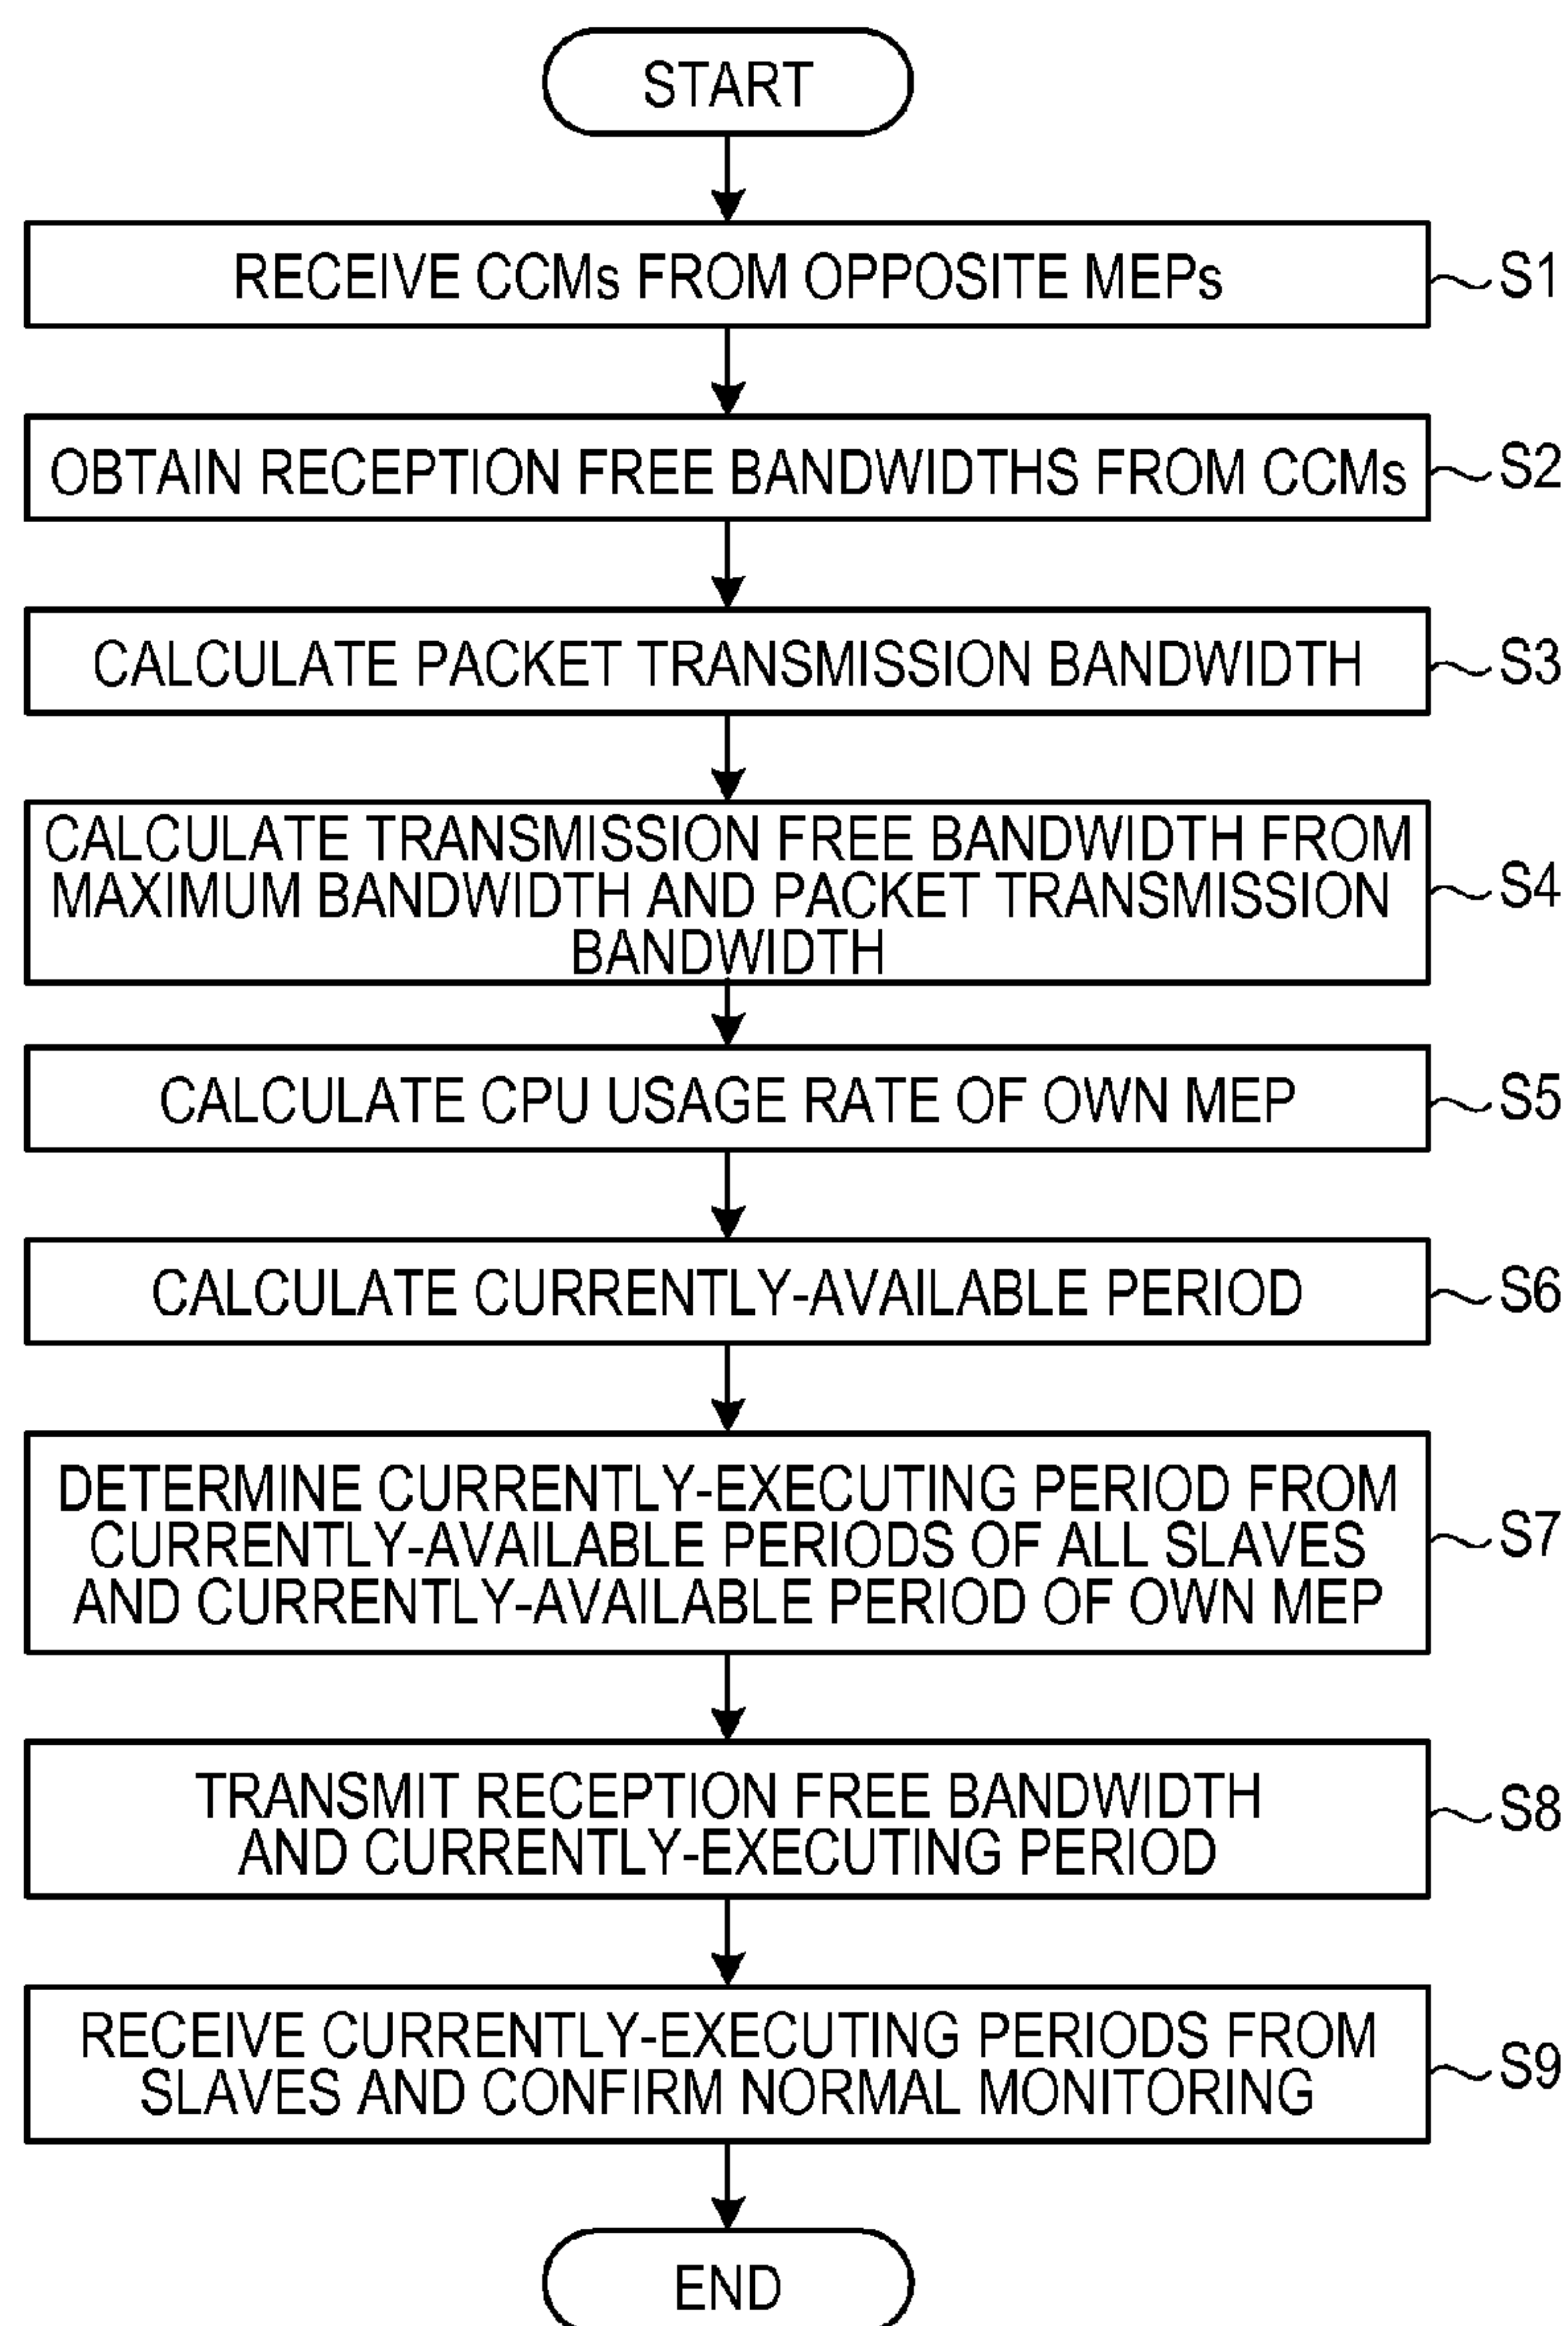 START
RECEIVE CCMs FROM OPPOSITE MEPs
S1
OBTAIN RECEPTION FREE BANDWIDTHS FROM CCMs
S2
CALCULATE PACKET TRANSMISSION BANDWIDTH
S3
CALCULATE TRANSMISSION FREE BANDWIDTH FROM
MAXIMUM BANDWIDTH AND PACKET TRANSMISSION
BANDWIDTH
S4
CALCULATE CPU USAGE RATE OF OWN MEP
S5
CALCULATE CURRENTLY-AVAILABLE PERIOD
S6
DETERMINE CURRENTLY-EXECUTING PERIOD FROM
CURRENTLY-AVAILABLE PERIODS OF ALL SLAVES
AND CURRENTLY-AVAILABLE PERIOD OF OWN MEP
S7
TRANSMIT RECEPTION FREE BANDWIDTH
AND CURRENTLY-EXECUTING PERIOD
S8
RECEIVE CURRENTLY-EXECUTING PERIODS FROM
SLAVES AND CONFIRM NORMAL MONITORING
S9
END